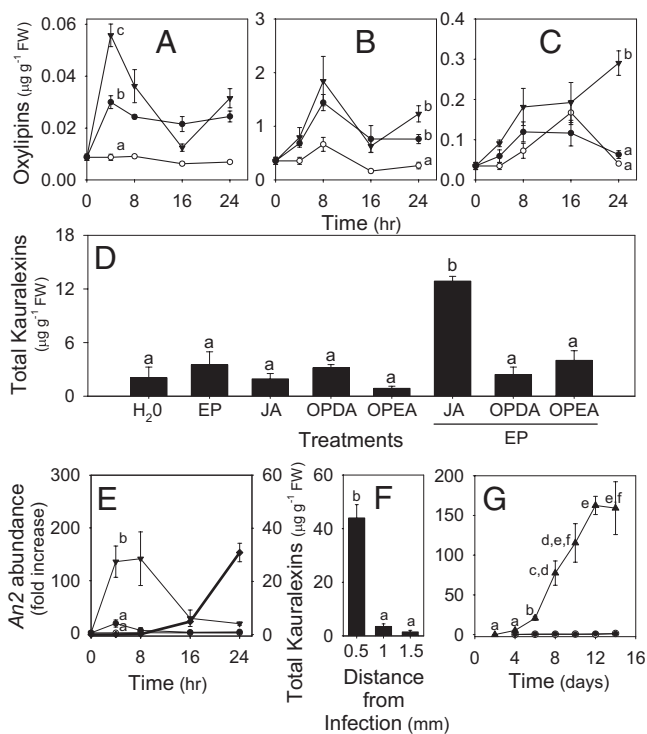 0.06
0.04
0.02
0.00
Oxylipins (µg g-1 FW)
A
c
b
a
0 8 16 24
3
2
1
0
B
b
b
a
0 8 16 24
0.4
0.3
0.2
0.1
0.0
C
b
a
a
0 8 16 24
Time (hr)
18
12
6
0
Total Kauralexins
(µg g-1 FW)
D
a a a a a b a a
H20 EP JA OPDA OPEA JA OPDA OPEA
Treatments EP
An2 abundance
(fold increase)
300
200
100
0
E
b
a
a
60
40
20
0
0 8 16 24
Time (hr)
Total Kauralexins (µg g-1 FW)
60
40
20
0
F
b
a
a
0.5 1 1.5
Distance
from
Infection (mm)
200
150
100
50
0
G
a
a
b
c,d
d,e,f
e
e,f
0 4 8 12 16
Time (days)